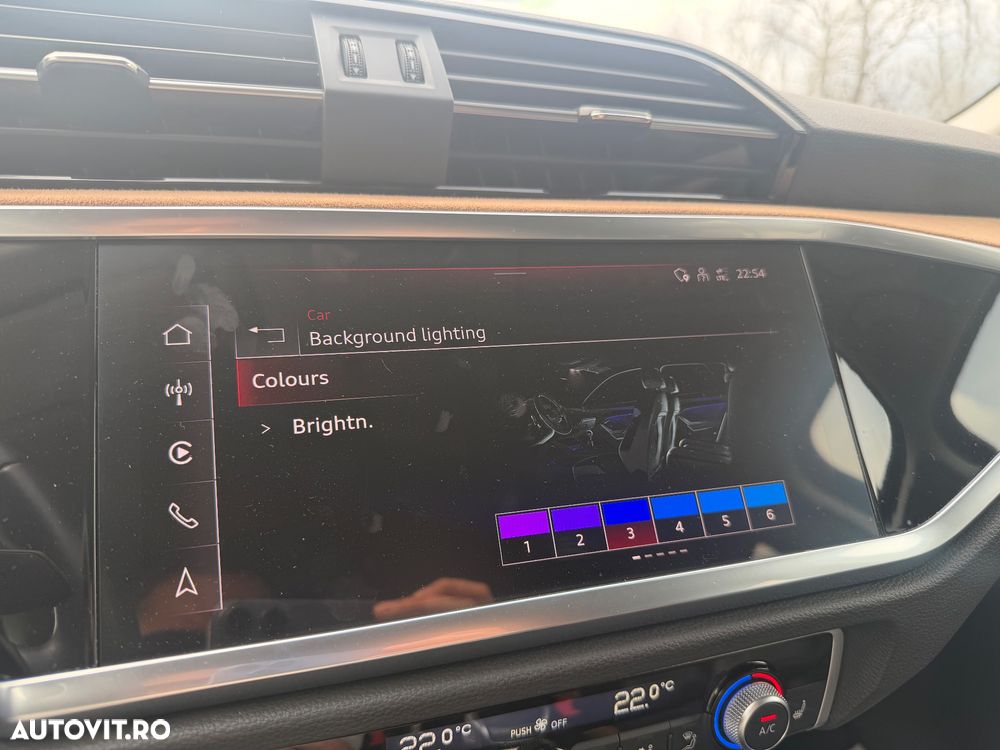 22:54
Car
Background lighting
Colours
> Brightn.
1 2 3 4 5 6
22.0°C
PUSH OFF
22.0°C
A/C
AUTOVIT.RO